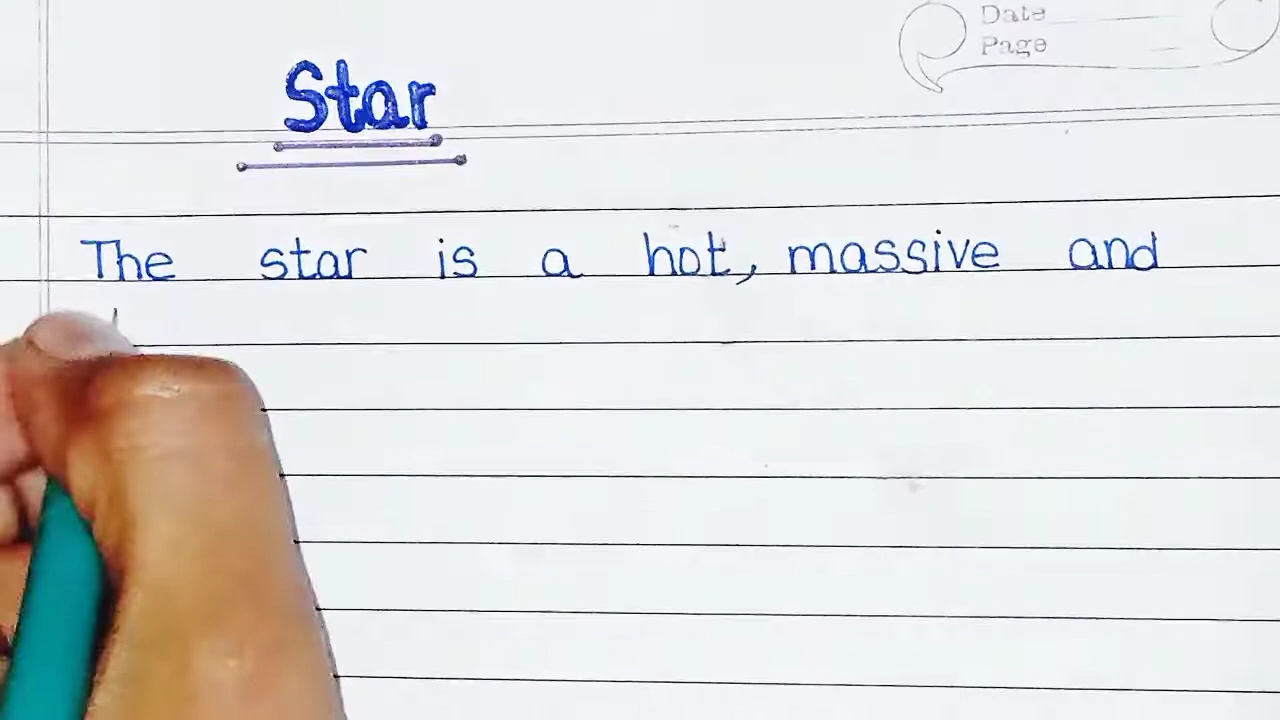 Date
Page
Star
The star is a hot, massive and